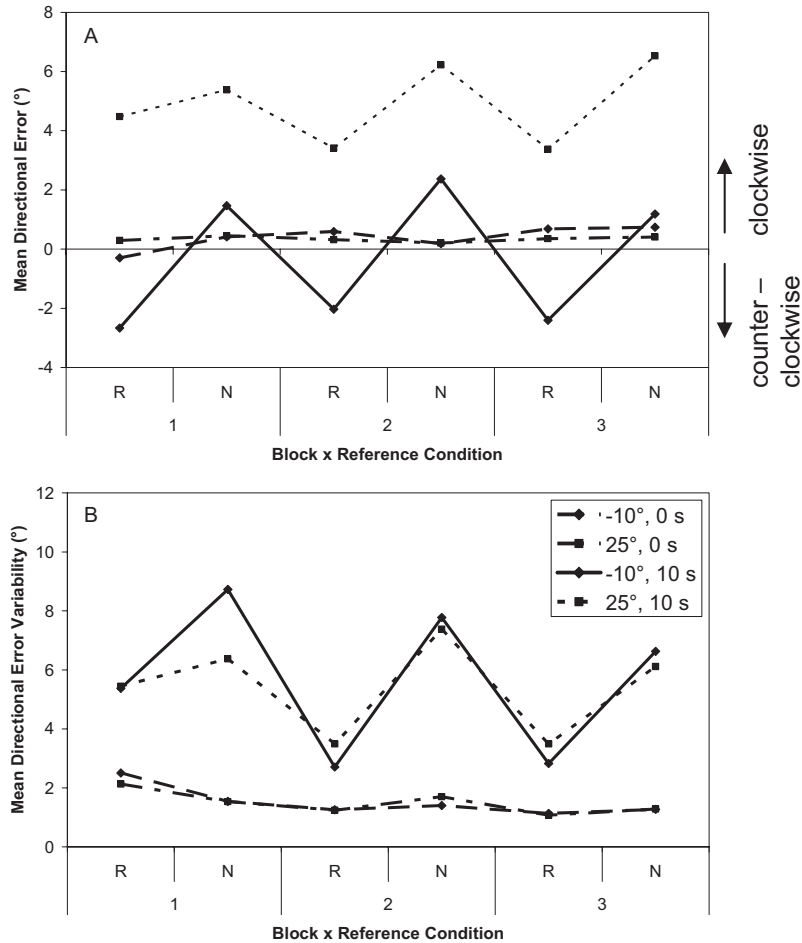 8
A
6
4
2
0
-2
-4
Mean Directional Error (°)
R N R N R N
1 2 3
Block x Reference Condition
clockwise
counter –
clockwise
12
B
10
8
6
4
2
0
Mean Directional Error Variability (°)
-10°, 0 s
25°, 0 s
-10°, 10 s
25°, 10 s
R N R N R N
1 2 3
Block x Reference Condition